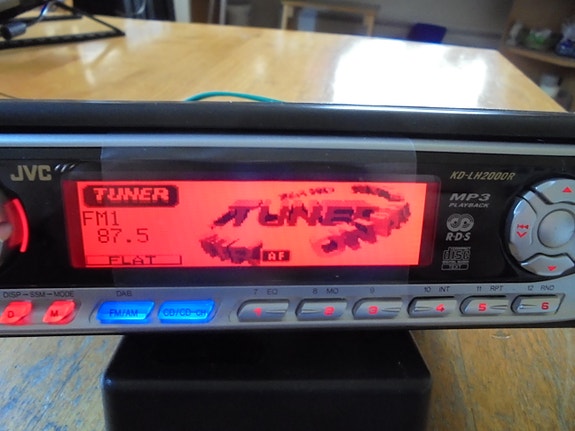 JVC
KD-LH2000R
TUNER
FM1
87.5
FLAT
TUNER
AF
MP3
PLAYBACK
R·D·S
disc
TEXT
DISP – SSM – MODE
D
M
DAB
FM/AM
CD/CD-CH
7 EQ
1
8 MO
2
9
3
10 INT
4
11 RPT
5
12 RND
6